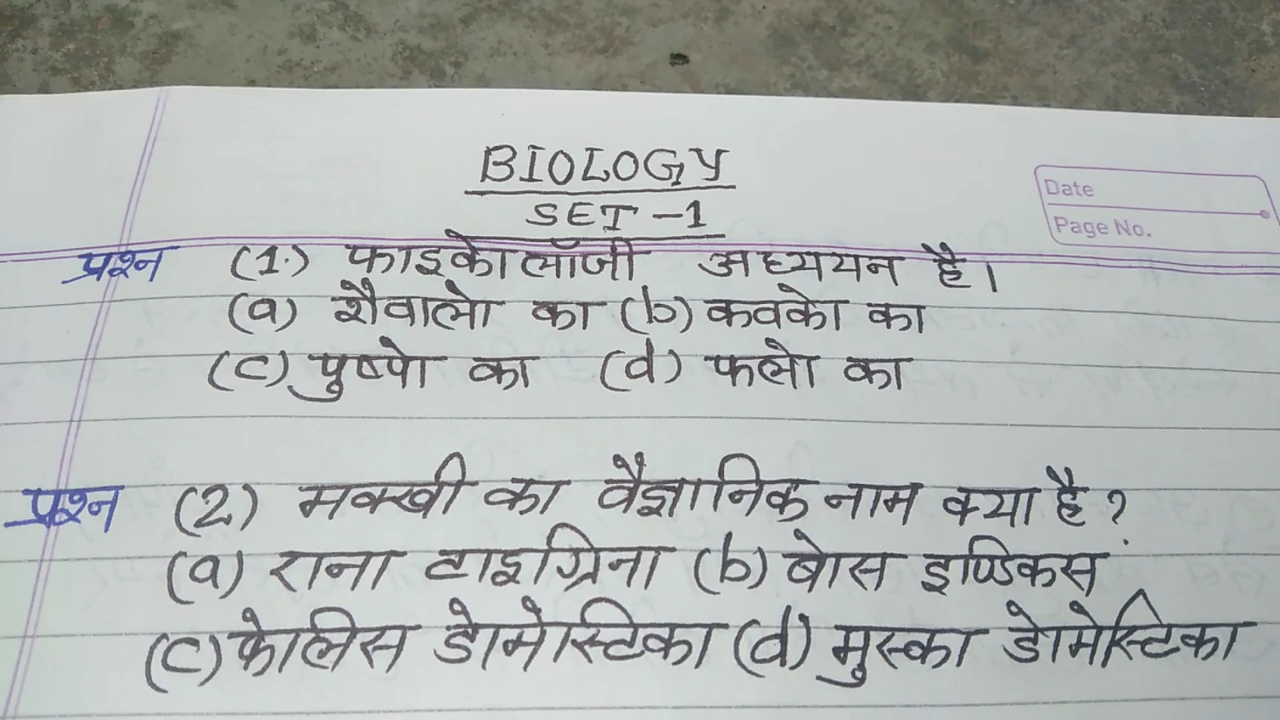 BIOLOGY
SET -1
Date
Page No.
प्रश्न (1.) फाइकोलॉजी अध्ययन है।
(a) शैवालो का (b) कवको का
(c) पुष्पो का (d) फलो का
प्रश्न (2) मक्खी का वैज्ञानिक नाम क्या है?
(a) राना टाइग्रिना (b) बोस इण्डिकस
(c) फेलिस डोमोस्टिका (d) मुस्का डोमेस्टिका